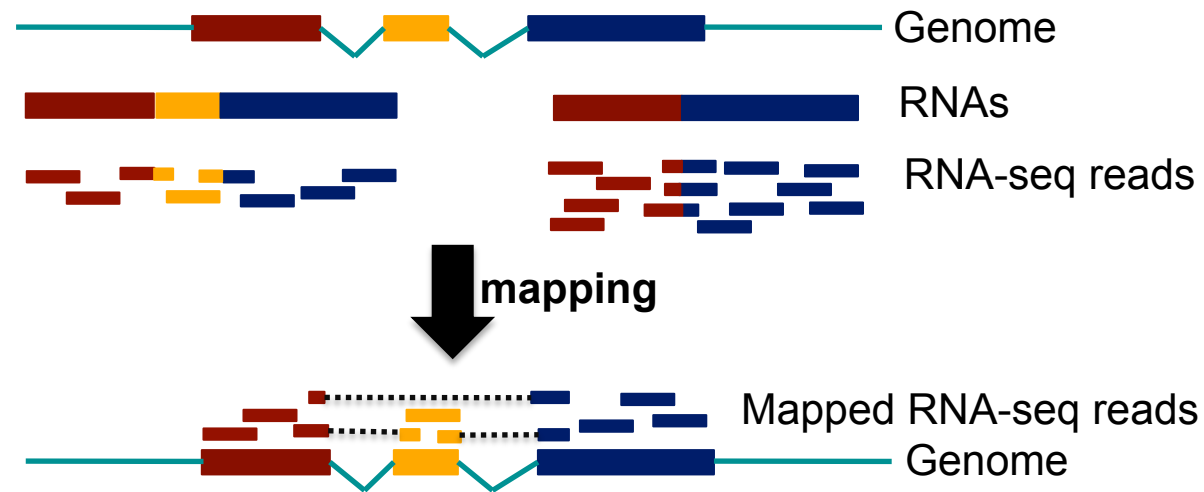 Genome
RNAs
RNA-seq reads
mapping
Mapped RNA-seq reads
Genome